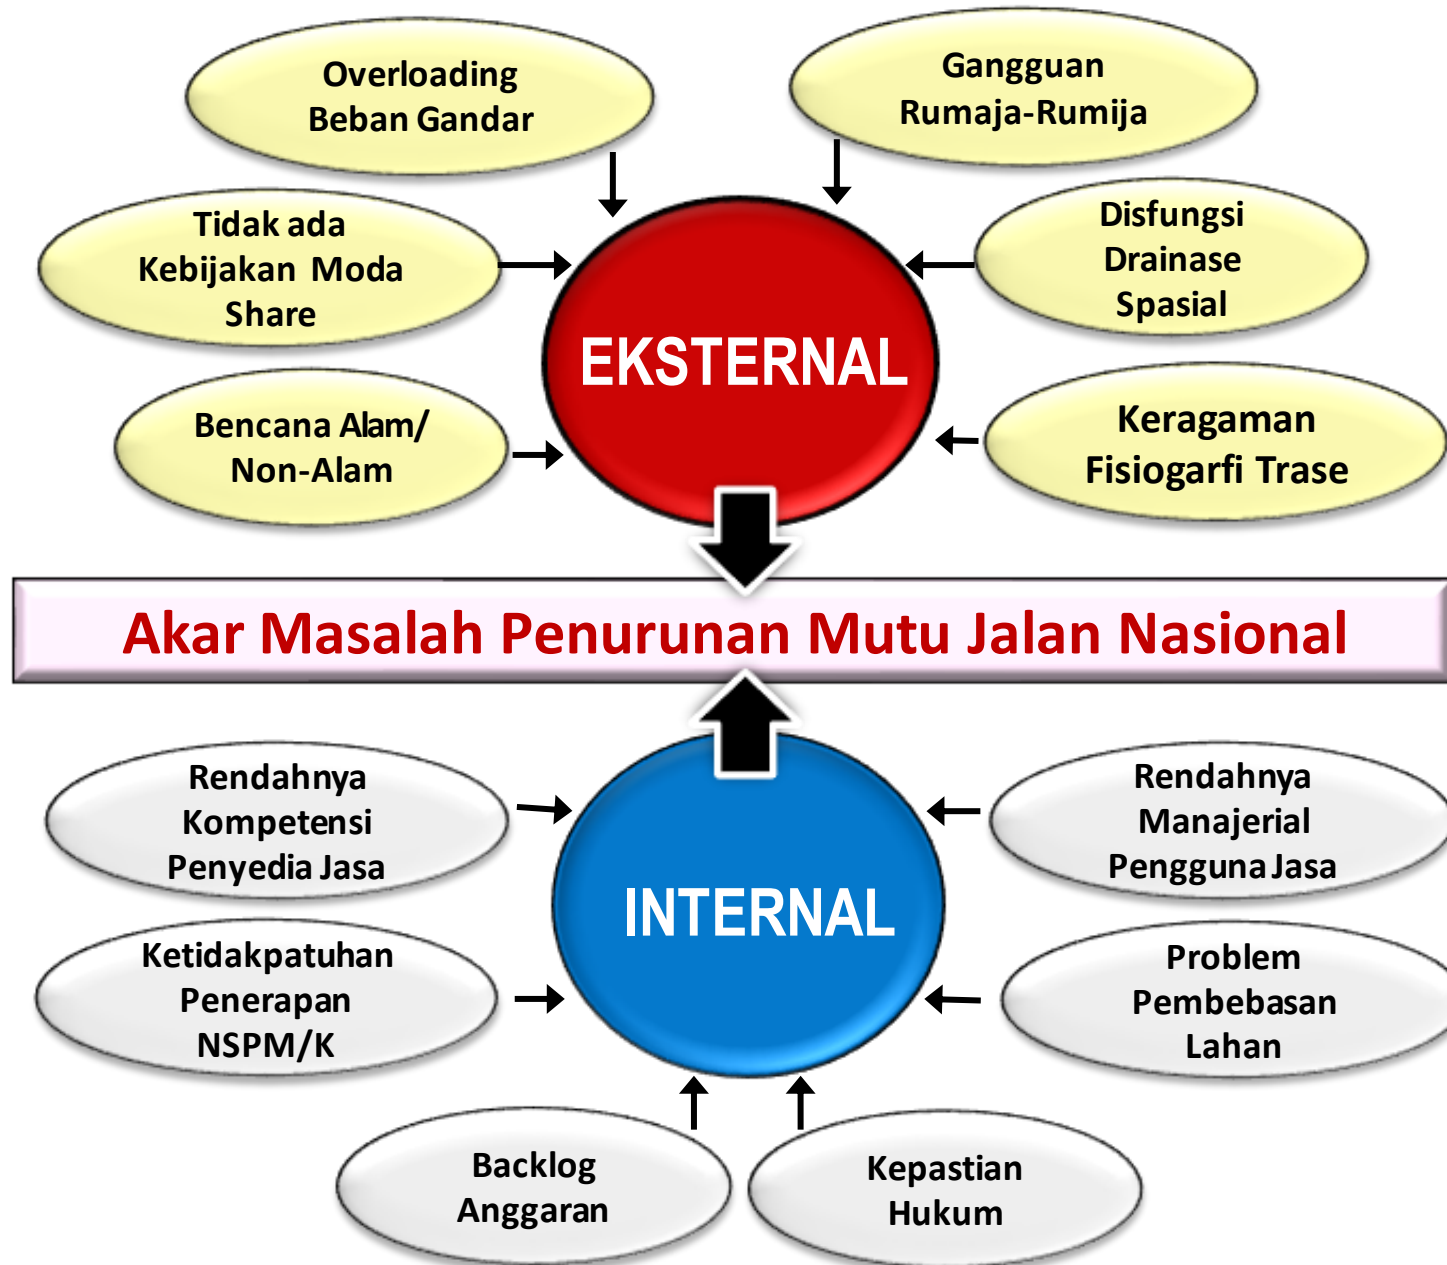 Overloading
Beban Gandar
Gangguan
Rumaja-Rumija
Tidak ada
Kebijakan Moda
Share
Disfungsi
Drainase
Spasial
EKSTERNAL
Bencana Alam/
Non-Alam
Keragaman
Fisiogarfi Trase
Akar Masalah Penurunan Mutu Jalan Nasional
Rendahnya
Kompetensi
Penyedia Jasa
Rendahnya
Manajerial
Pengguna Jasa
INTERNAL
Ketidakpatuhan
Penerapan
NSPM/K
Problem
Pembebasan
Lahan
Backlog
Anggaran
Kepastian
Hukum